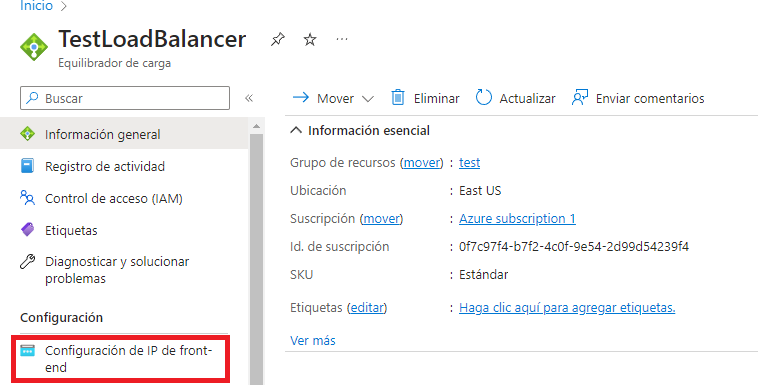 Inicio
TestLoadBalancer
Equilibrador de carga
Buscar
Información general
Registro de actividad
Control de acceso (IAM)
Etiquetas
Diagnosticar y solucionar
problemas
Configuración
Configuración de IP de front-
end
Mover
Eliminar
Actualizar
Enviar comentarios
Información esencial
Grupo de recursos (mover) : test
Ubicación : East US
Suscripción (mover) : Azure subscription 1
Id. de suscripción : 0f7c97f4-b7f2-4c0f-9e54-2d99d54239f4
SKU : Estándar
Etiquetas (editar) : Haga clic aquí para agregar etiquetas.
Ver más